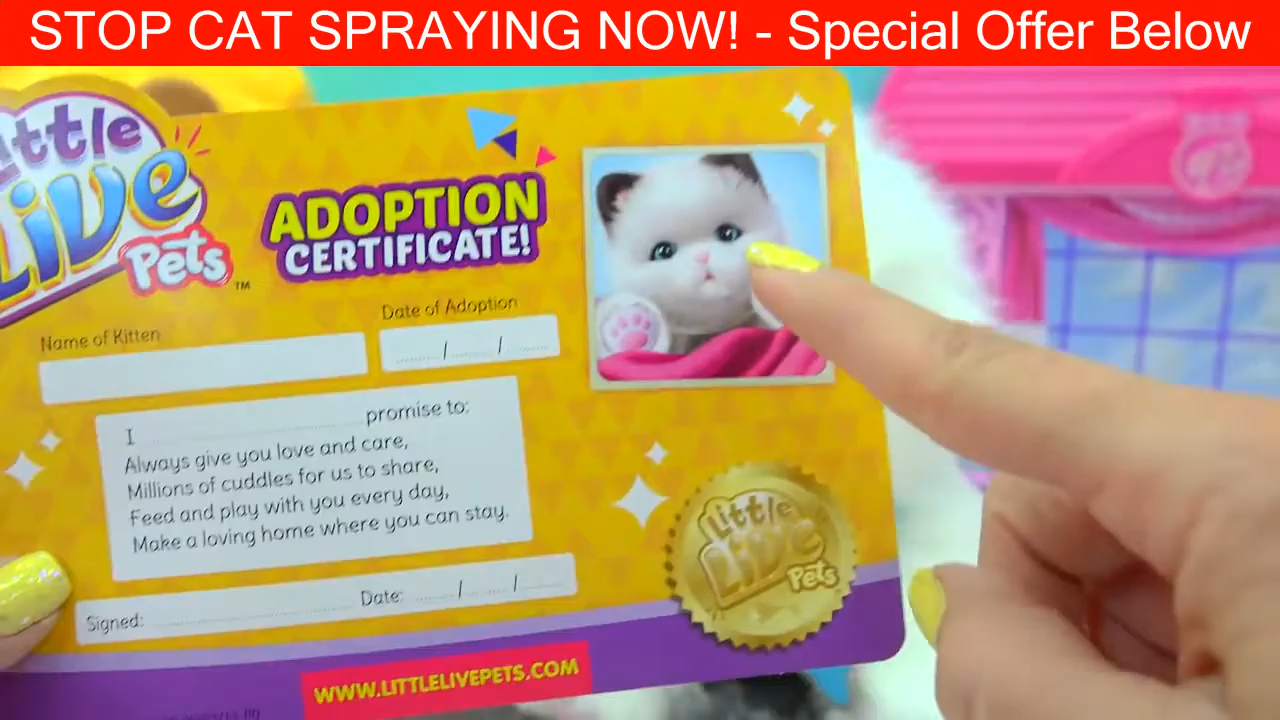 STOP CAT SPRAYING NOW! - Special Offer Below
Little
Live
Pets
™
ADOPTION
CERTIFICATE!
Name of Kitten
Date of Adoption
I promise to:
Always give you love and care,
Millions of cuddles for us to share,
Feed and play with you every day,
Make a loving home where you can stay.
Signed: Date:
Little
Live
Pets
WWW.LITTLELIVEPETS.COM